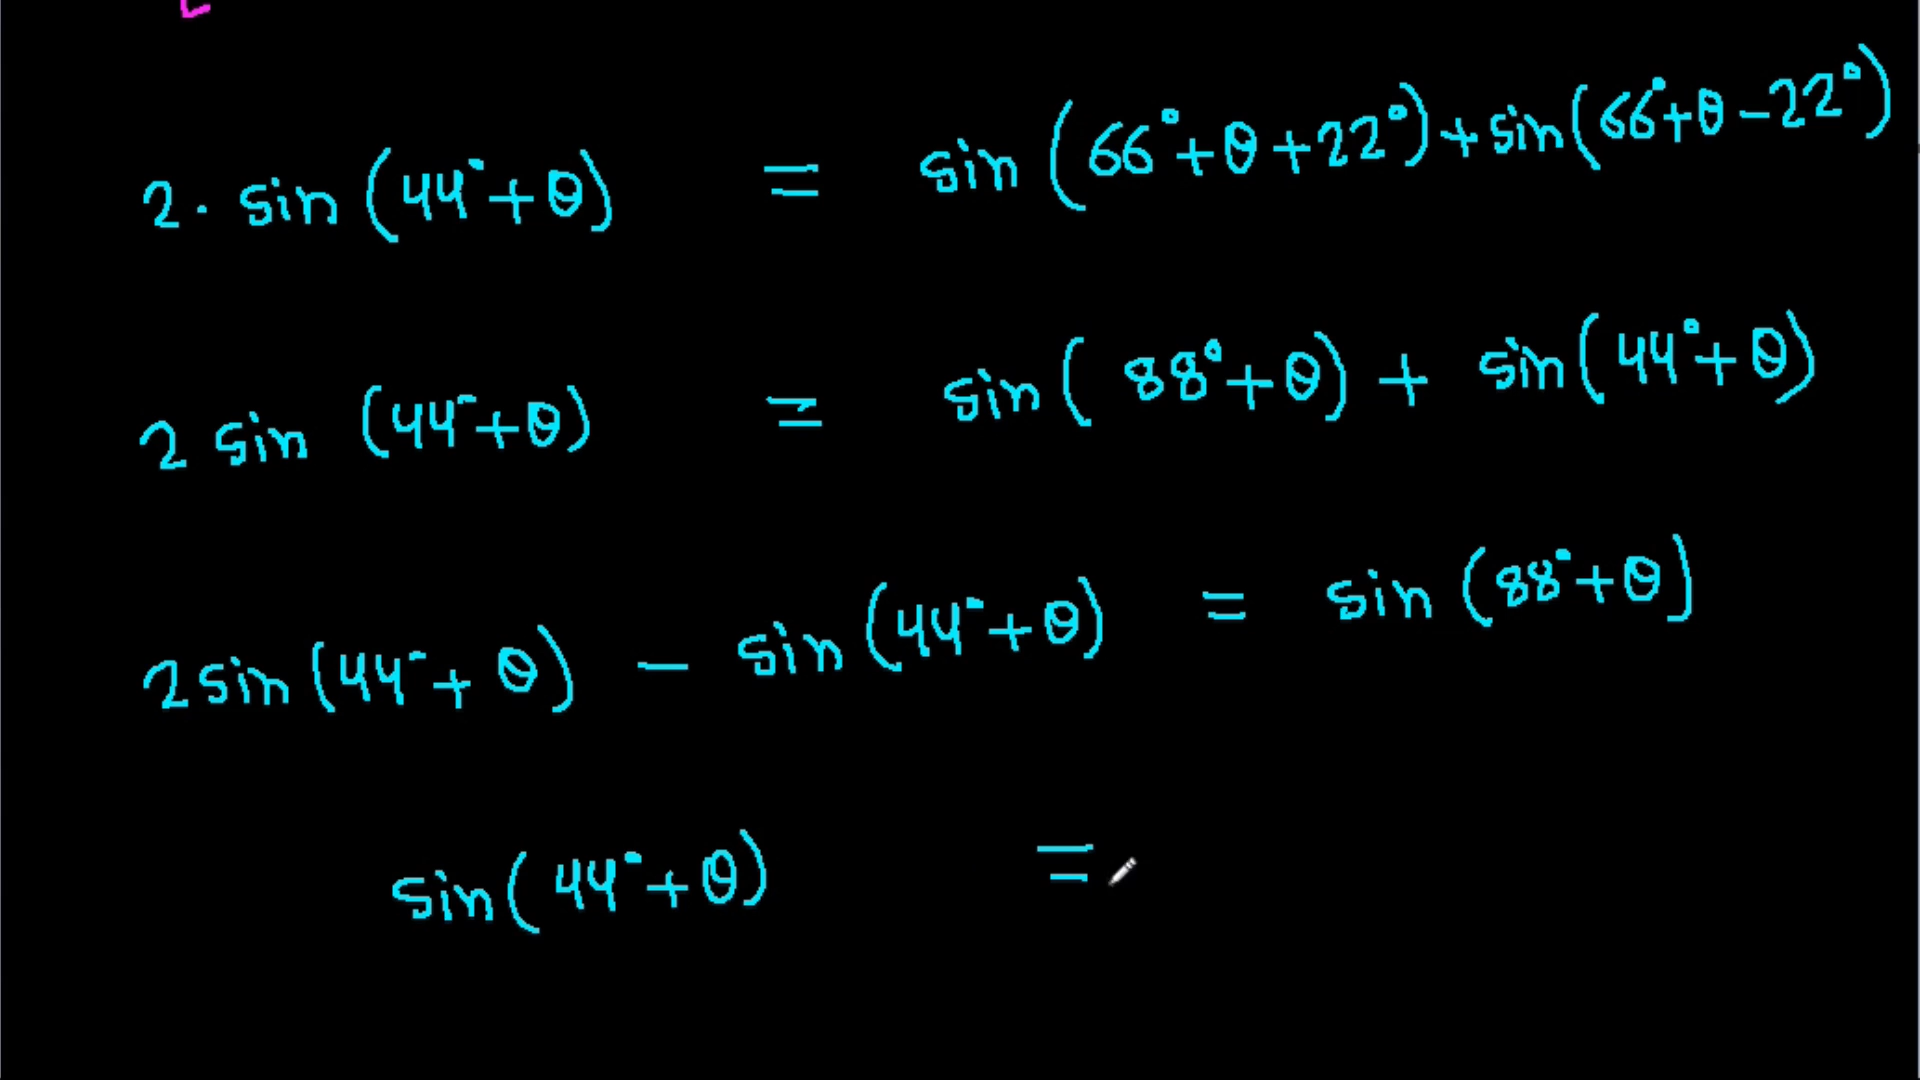 2 · sin (44° + θ) = sin (66° + θ + 22°) + sin (66° + θ - 22°)
2 sin (44° + θ) = sin ( 88° + θ) + sin (44° + θ)
2 sin (44° + θ) - sin (44° + θ) = sin (88° + θ)
sin ( 44° + θ) =